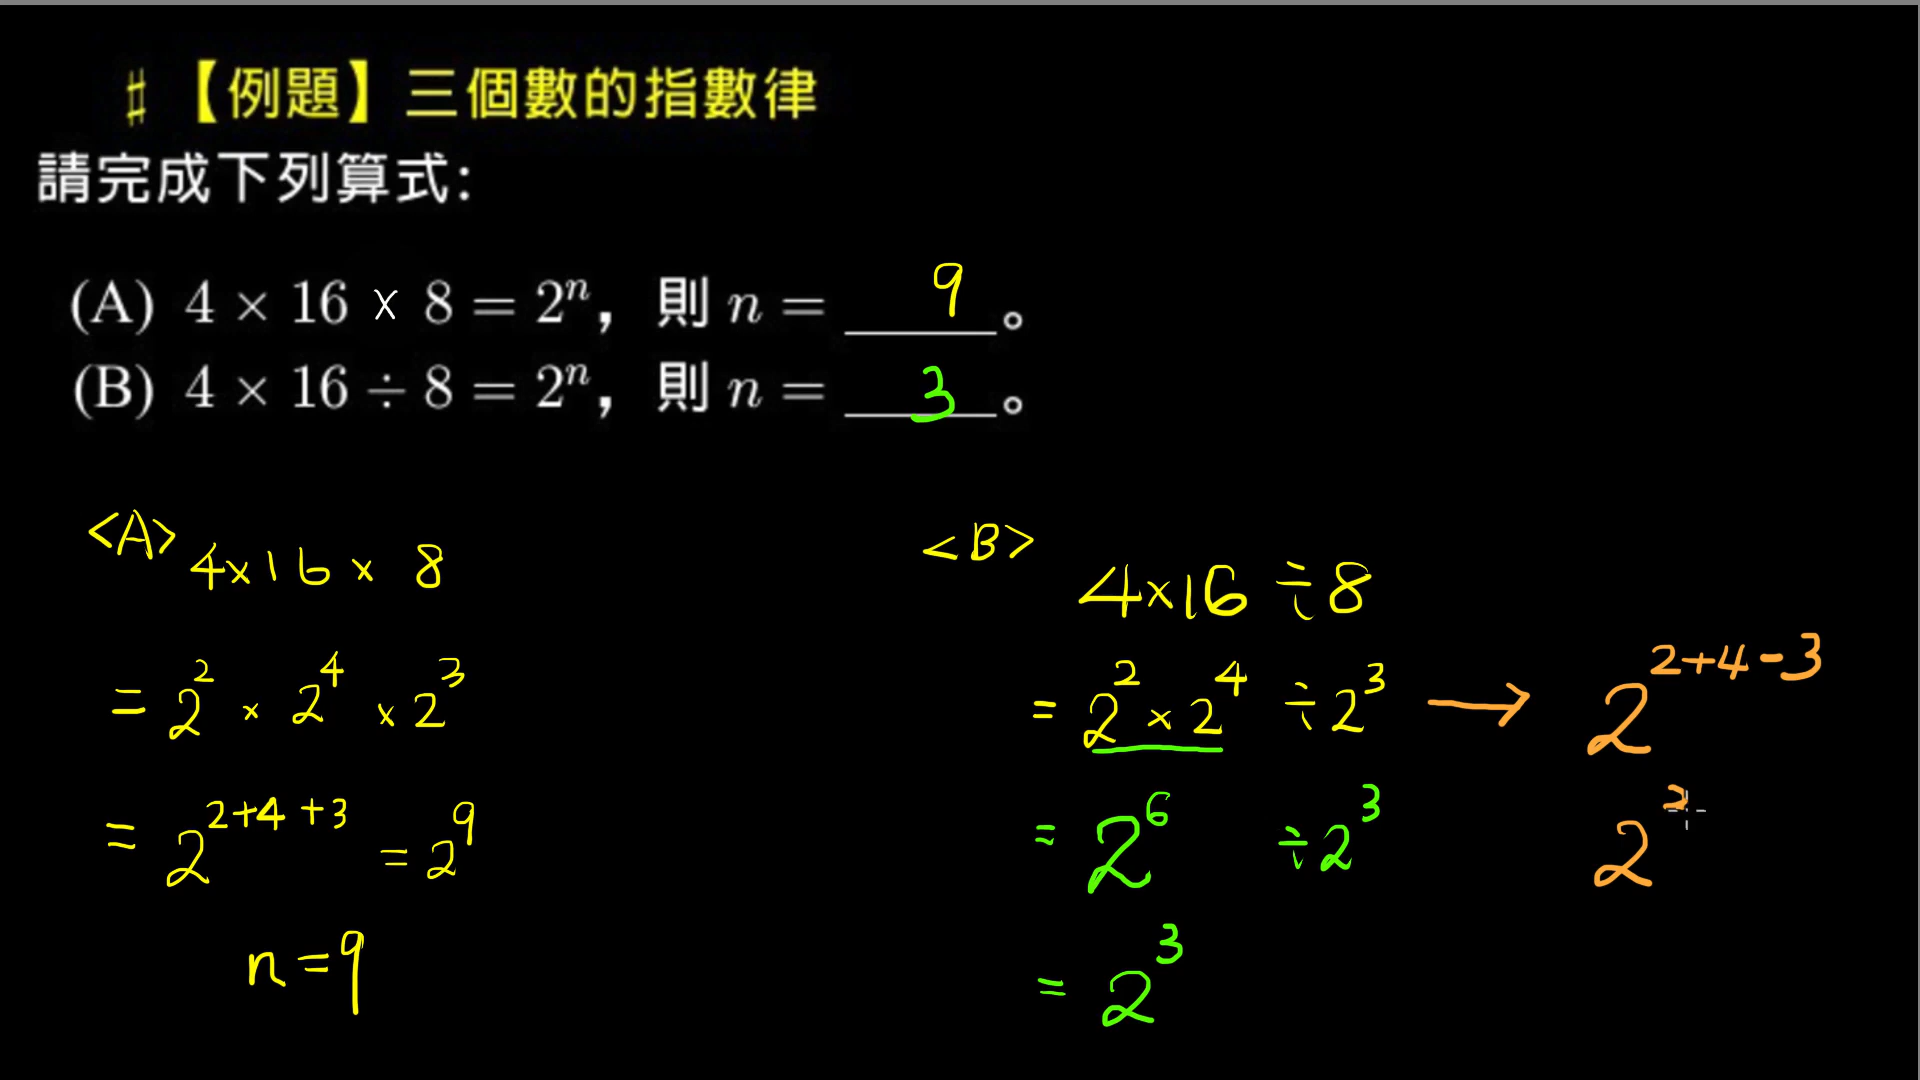 ♯【例題】三個數的指數律
請完成下列算式:
(A) 4 × 16 × 8 = 2ⁿ，則 n = 9。
(B) 4 × 16 ÷ 8 = 2ⁿ，則 n = 3。
<A> 4×16×8
= 2² × 2⁴ × 2³
= 2²⁺⁴⁺³ = 2⁹
n=9
<B>
4×16÷8
= 2² × 2⁴ ÷ 2³ → 2²⁺⁴⁻³
= 2⁶ ÷ 2³
2
= 2³